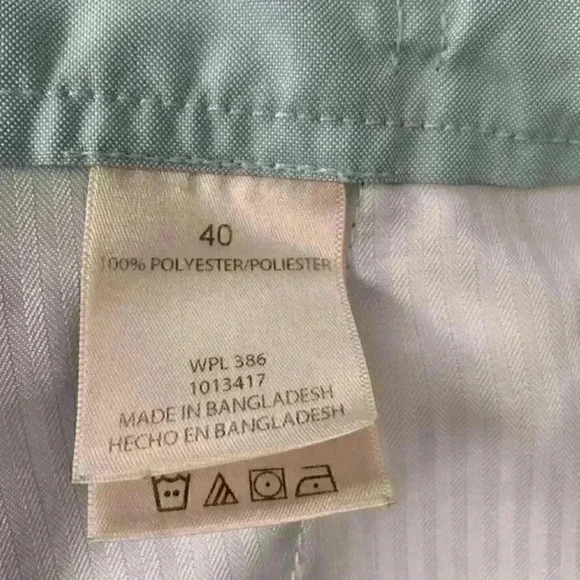 40
100% POLYESTER/POLIESTER
WPL 386
1013417
MADE IN BANGLADESH
HECHO EN BANGLADESH